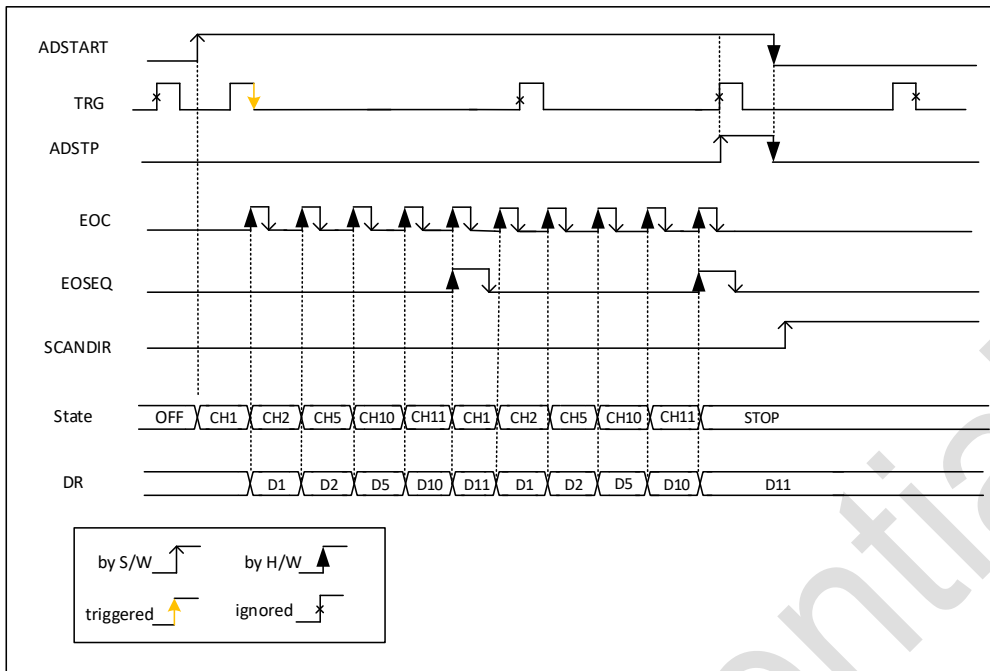 ADSTART
TRG
ADSTP
EOC
EOSEQ
SCANDIR
State OFF CH1 CH2 CH5 CH10 CH11 CH1 CH2 CH5 CH10 CH11 STOP
DR D1 D2 D5 D10 D11 D1 D2 D5 D10 D11
by S/W by H/W
triggered ignored